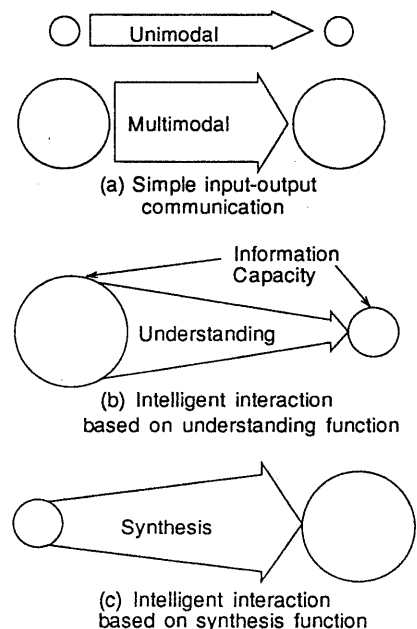 Unimodal
Multimodal
(a) Simple input-output
communication
Information
Capacity
Understanding
(b) Intelligent interaction
based on understanding function
Synthesis
(c) Intelligent interaction
based on synthesis function